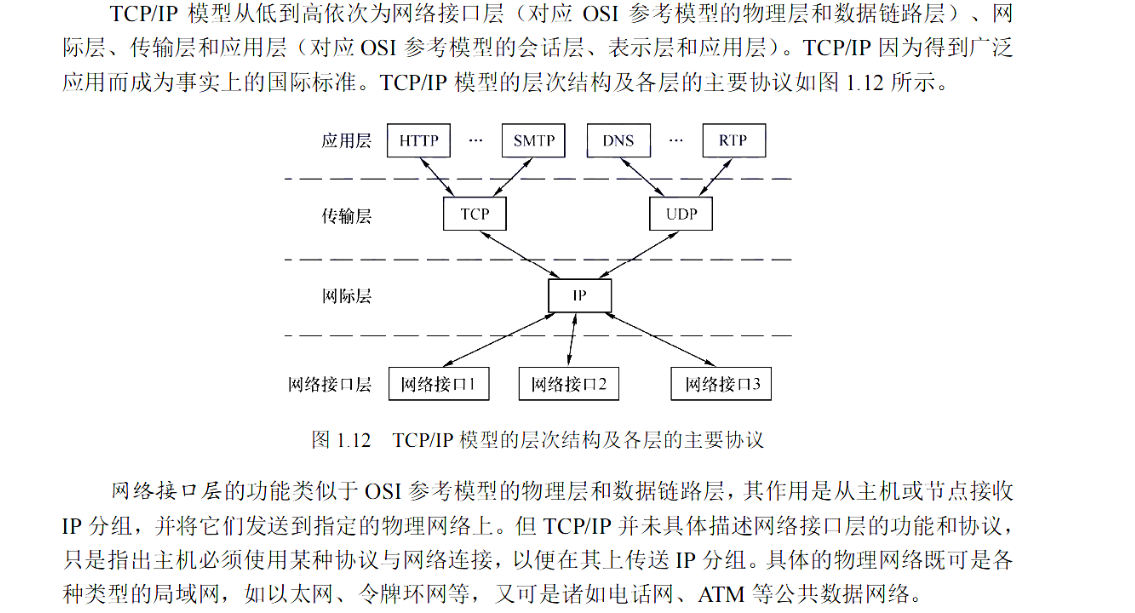 TCP/IP 模型从低到高依次为网络接口层（对应 OSI 参考模型的物理层和数据链路层）、网
际层、传输层和应用层（对应 OSI 参考模型的会话层、表示层和应用层）。TCP/IP 因为得到广泛
应用而成为事实上的国际标准。TCP/IP 模型的层次结构及各层的主要协议如图 1.12 所示。
应用层 HTTP … SMTP DNS … RTP
传输层 TCP UDP
网际层 IP
网络接口层 网络接口1 网络接口2 网络接口3
图 1.12 TCP/IP 模型的层次结构及各层的主要协议
网络接口层的功能类似于 OSI 参考模型的物理层和数据链路层，其作用是从主机或节点接收
IP 分组，并将它们发送到指定的物理网络上。但 TCP/IP 并未具体描述网络接口层的功能和协议，
只是指出主机必须使用某种协议与网络连接，以便在其上传送 IP 分组。具体的物理网络既可是各
种类型的局域网，如以太网、令牌环网等，又可是诸如电话网、ATM 等公共数据网络。